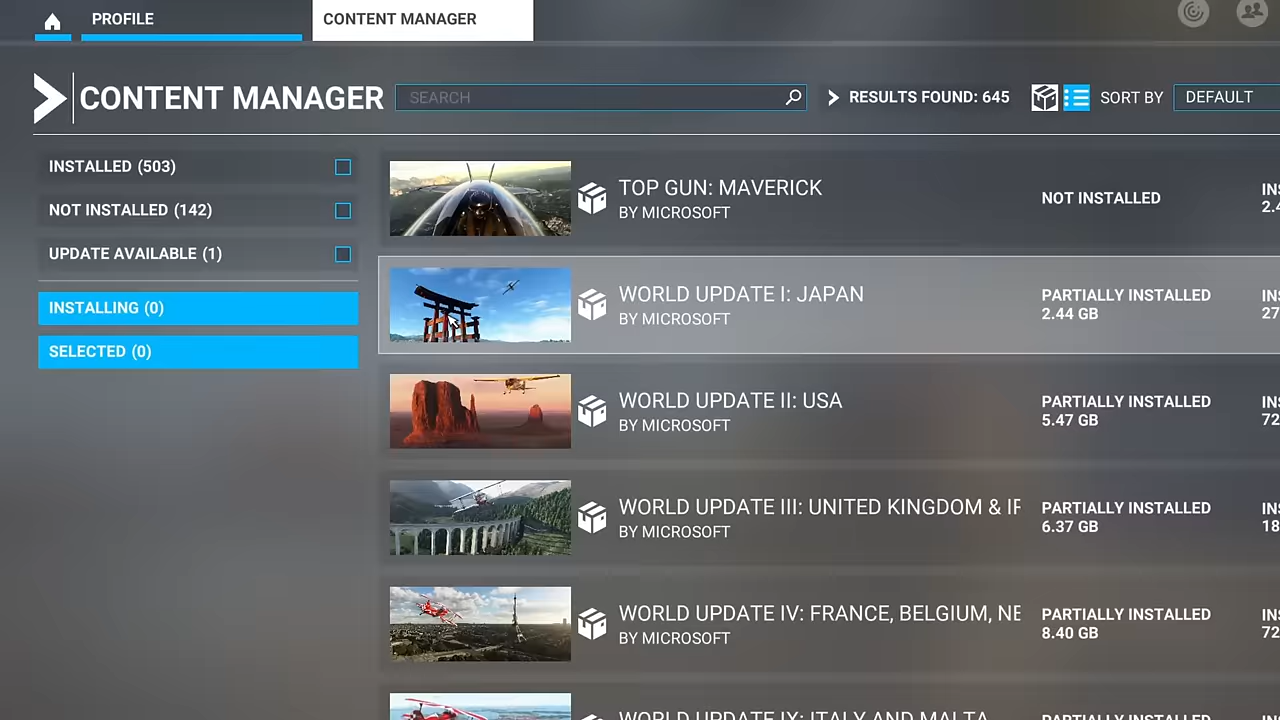 PROFILE
CONTENT MANAGER
CONTENT MANAGER
SEARCH
RESULTS FOUND: 645
SORT BY
DEFAULT
INSTALLED (503)
NOT INSTALLED (142)
UPDATE AVAILABLE (1)
INSTALLING (0)
SELECTED (0)
TOP GUN: MAVERICK
BY MICROSOFT
NOT INSTALLED
WORLD UPDATE I: JAPAN
BY MICROSOFT
PARTIALLY INSTALLED
2.44 GB
27
WORLD UPDATE II: USA
BY MICROSOFT
PARTIALLY INSTALLED
5.47 GB
72
WORLD UPDATE III: UNITED KINGDOM &
BY MICROSOFT
PARTIALLY INSTALLED
6.37 GB
18
WORLD UPDATE IV: FRANCE, BELGIUM, NE
BY MICROSOFT
PARTIALLY INSTALLED
8.40 GB
72
WORLD UPDATE IX: ITALY AND MALTA
PARTIALLY INSTALLED